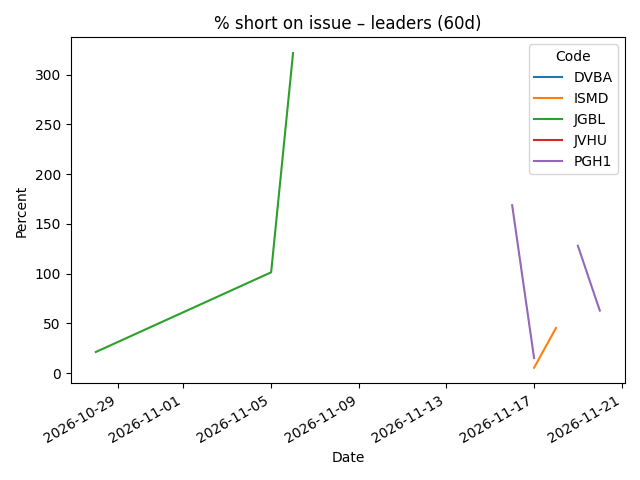 % short on issue – leaders (60d)
Percent
300
250
200
150
100
50
0
Code
DVBA
ISMD
JGBL
JVHU
PGH1
2026-10-29
2026-11-01
2026-11-05
2026-11-09
2026-11-13
2026-11-17
2026-11-21
Date